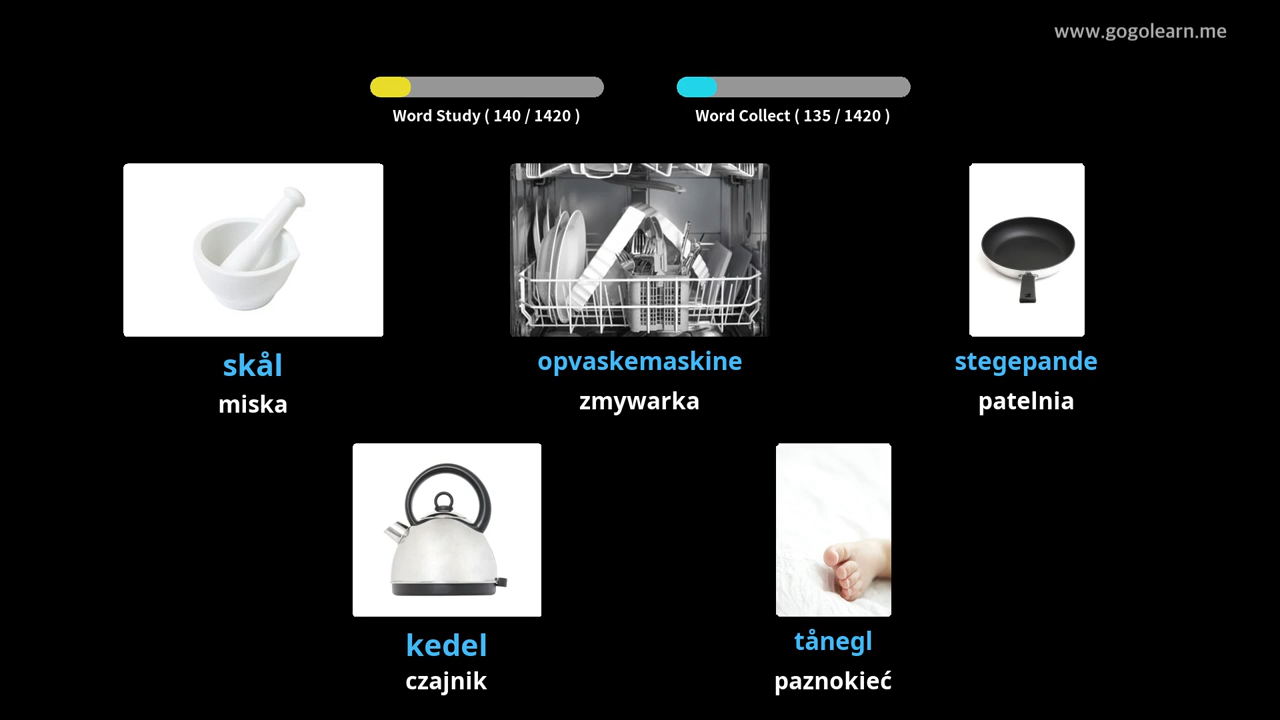 www.gogolearn.me
Word Study ( 140 / 1420 )
Word Collect ( 135 / 1420 )
skål
miska
opvaskemaskine
zmywarka
stegepande
patelnia
kedel
czajnik
tånegl
paznokieć